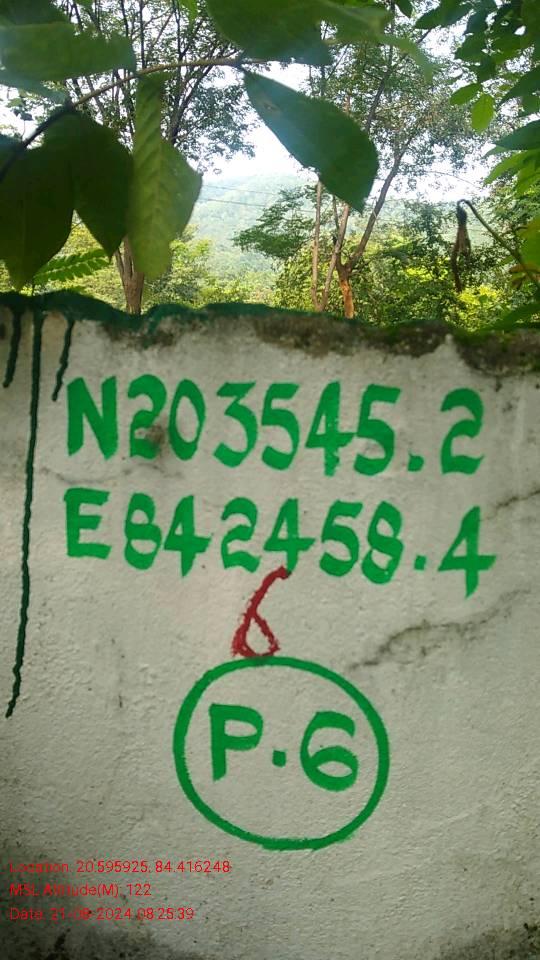 N203545.2
E842458.4
6
P.6
Location: 20.595925, 84.416248
MSL Altitude(M): 122
Date: 21-08-2024 08:25:39